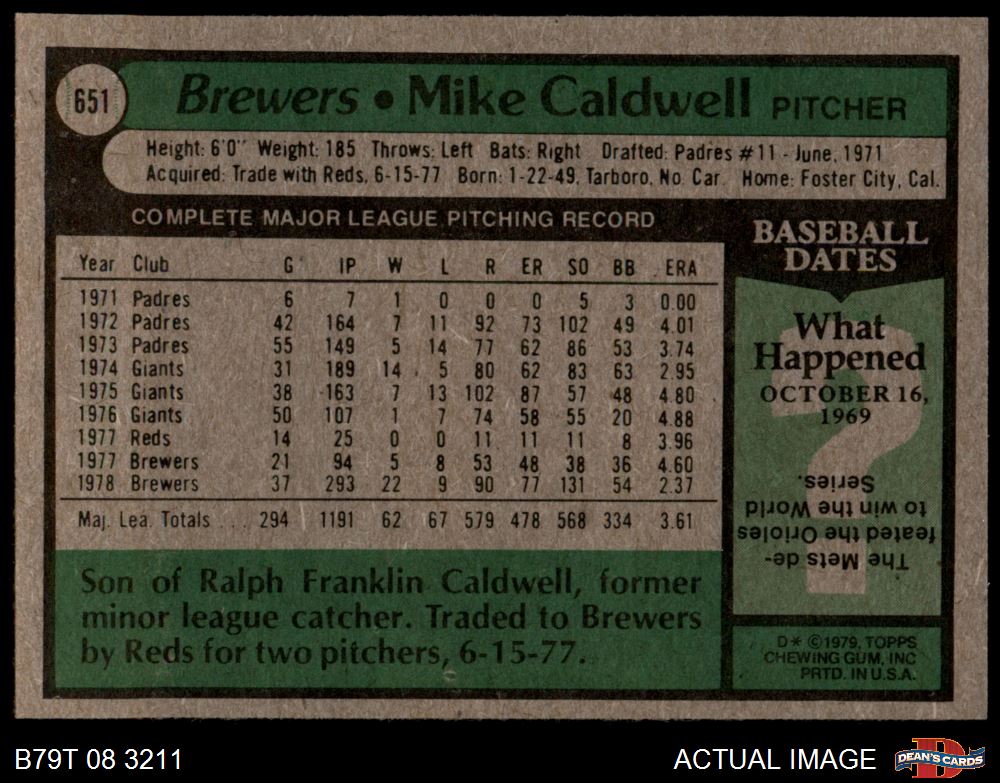 651
Brewers • Mike Caldwell PITCHER
Height: 6'0" Weight: 185 Throws: Left Bats: Right Drafted: Padres #11 - June, 1971
Acquired: Trade with Reds, 6-15-77 Born: 1-22-49, Tarboro, No. Car. Home: Foster City, Cal.
COMPLETE MAJOR LEAGUE PITCHING RECORD
Year Club G IP W L R ER SO BB ERA
1971 Padres 6 7 1 0 0 0 5 3 0.00
1972 Padres 42 164 7 11 92 73 102 49 4.01
1973 Padres 55 149 5 14 77 62 86 53 3.74
1974 Giants 31 189 14 5 80 62 83 63 2.95
1975 Giants 38 163 7 13 102 87 57 48 4.80
1976 Giants 50 107 1 7 74 58 55 20 4.88
1977 Reds 14 25 0 0 11 11 11 8 3.96
1977 Brewers 21 94 5 8 53 48 38 36 4.60
1978 Brewers 37 293 22 9 90 77 131 54 2.37
Maj. Lea. Totals ... 294 1191 62 67 579 478 568 334 3.61
Son of Ralph Franklin Caldwell, former
minor league catcher. Traded to Brewers
by Reds for two pitchers, 6-15-77.
BASEBALL
DATES
What
Happened
OCTOBER 16,
1969
?
The Mets de-
feated the Orioles
to win the World
Series.
D* ©1979, TOPPS
CHEWING GUM, INC
PRTD. IN U.S.A.
B79T 08 3211
ACTUAL IMAGE
D
DEAN'S CARDS